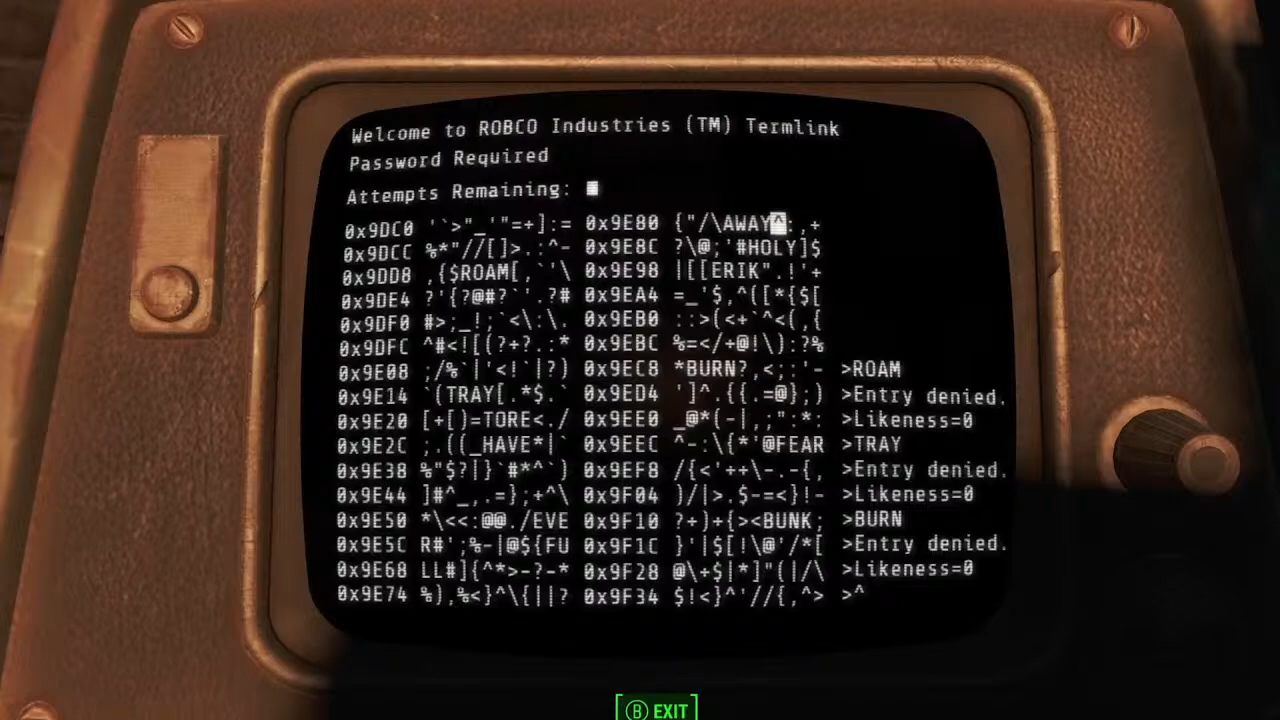 Welcome to ROBCO Industries (TM) Termlink
Password Required
Attempts Remaining: ■
0x9DC0 '`>"_'"=+]:= 0x9E80 {"/\AWAY^:,+
0x9DCC %*"//[]>.:^- 0x9E8C ?\@;'#HOLY]$
0x9DD8 ,{$ROAM[,`'\ 0x9E98 |[[ERIK".!'+
0x9DE4 ?'{?@#?`'.?# 0x9EA4 =_'$,^([*{$[
0x9DF0 #>;_!;`<\:\. 0x9EB0 ::>(<+`^<(,{
0x9DFC ^#<![(?+?.:* 0x9EBC %=</+@!\):?%
0x9E08 ;/%`|'<!`|?) 0x9EC8 *BURN?,<;:'- >ROAM
0x9E14 `(TRAY[.*$.` 0x9ED4 ']^.{{.=@};) >Entry denied.
0x9E20 [+[)=TORE<./ 0x9EE0 _@*(-|,;":*: >Likeness=0
0x9E2C ;.((_HAVE*|` 0x9EEC ^-:\{*'@FEAR >TRAY
0x9E38 %"$?|}`#*^`) 0x9EF8 /{<'++\-.-{, >Entry denied.
0x9E44 ]#^_,.=};+^\ 0x9F04 )/|>.$-=<}!- >Likeness=0
0x9E50 *\<<:@@./EVE 0x9F10 ?+)+{><BUNK; >BURN
0x9E5C R#';%-|@${FU 0x9F1C }'|$[!\@'/*[ >Entry denied.
0x9E68 LL#]{^*>-?-* 0x9F28 @\+$|*]"(|/\ >Likeness=0
0x9E74 %),%<}^\{||? 0x9F34 $!<}^'//{,^> >^
Ⓑ EXIT